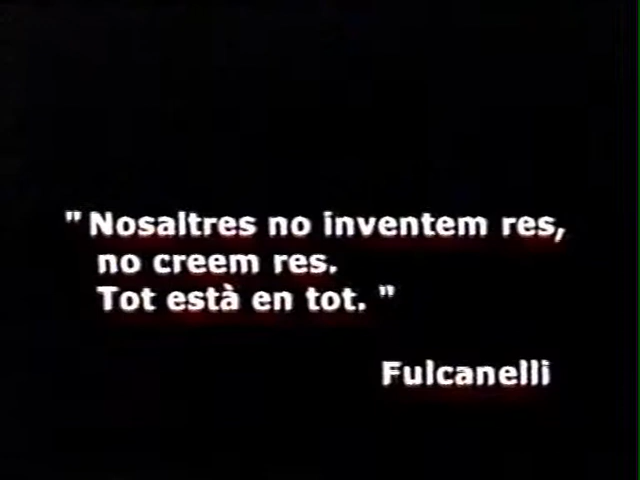 " Nosaltres no inventem res,
no creem res.
Tot està en tot. "
Fulcanelli